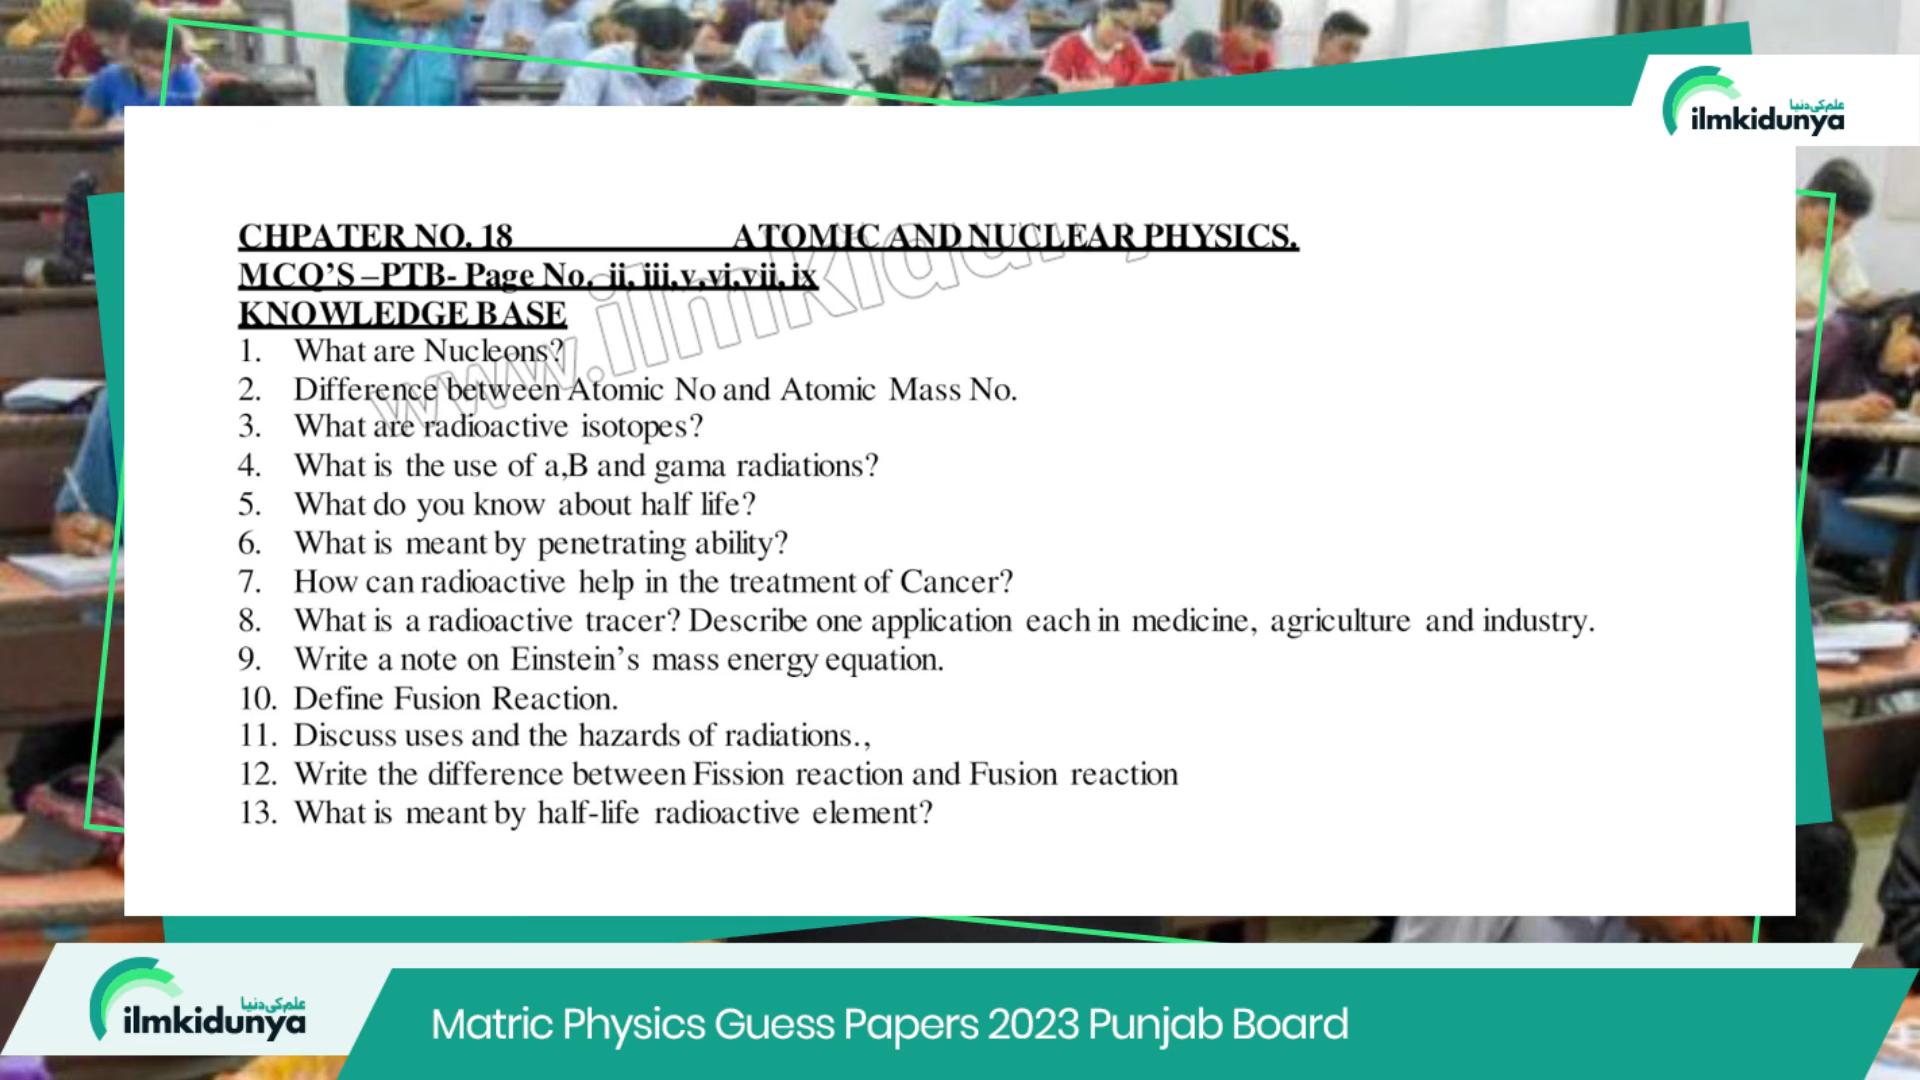 علم کی دنیا
ilmkidunya
CHPATER NO. 18 ATOMIC AND NUCLEAR PHYSICS.
MCQ'S –PTB- Page No. ii, iii,v,vi,vii, ix
KNOWLEDGE BASE
1. What are Nucleons?
2. Difference between Atomic No and Atomic Mass No.
3. What are radioactive isotopes?
4. What is the use of a,B and gama radiations?
5. What do you know about half life?
6. What is meant by penetrating ability?
7. How can radioactive help in the treatment of Cancer?
8. What is a radioactive tracer? Describe one application each in medicine, agriculture and industry.
9. Write a note on Einstein's mass energy equation.
10. Define Fusion Reaction.
11. Discuss uses and the hazards of radiations.,
12. Write the difference between Fission reaction and Fusion reaction
13. What is meant by half-life radioactive element?
www.ilmkiduny
علم کی دنیا
ilmkidunya
Matric Physics Guess Papers 2023 Punjab Board